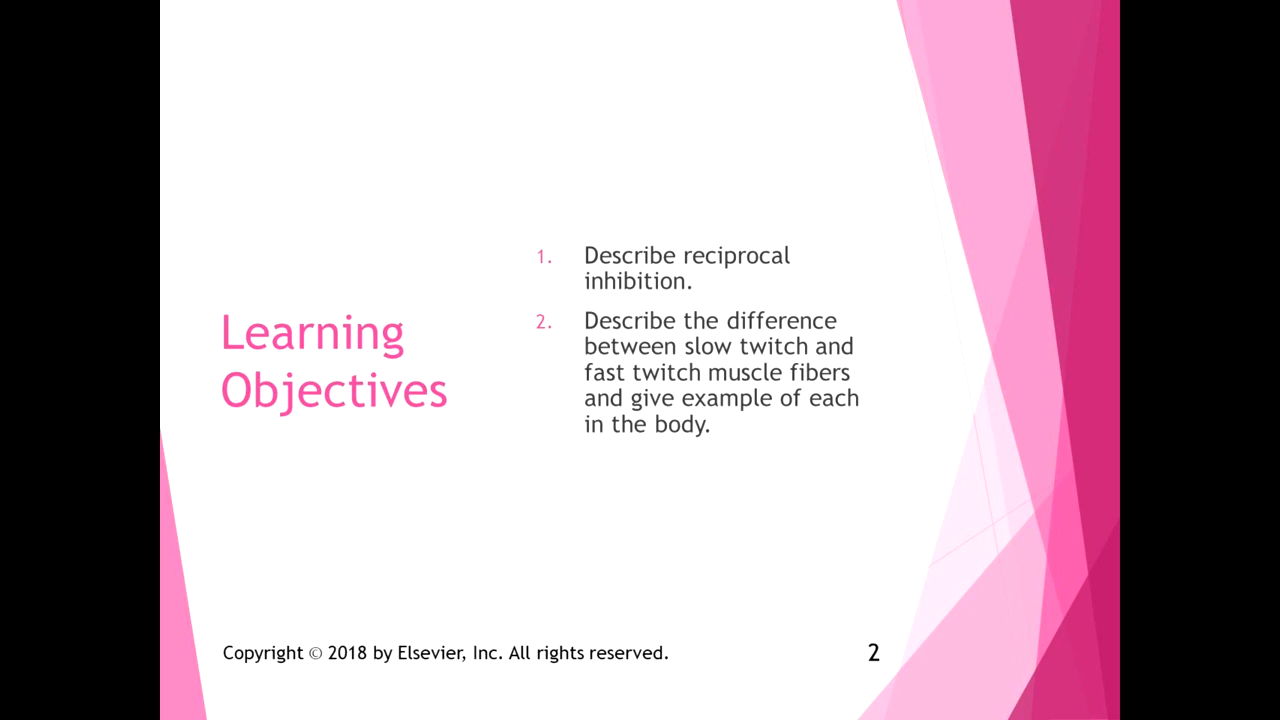 Learning
Objectives
1. Describe reciprocal
inhibition.
2. Describe the difference
between slow twitch and
fast twitch muscle fibers
and give example of each
in the body.
Copyright © 2018 by Elsevier, Inc. All rights reserved.
2